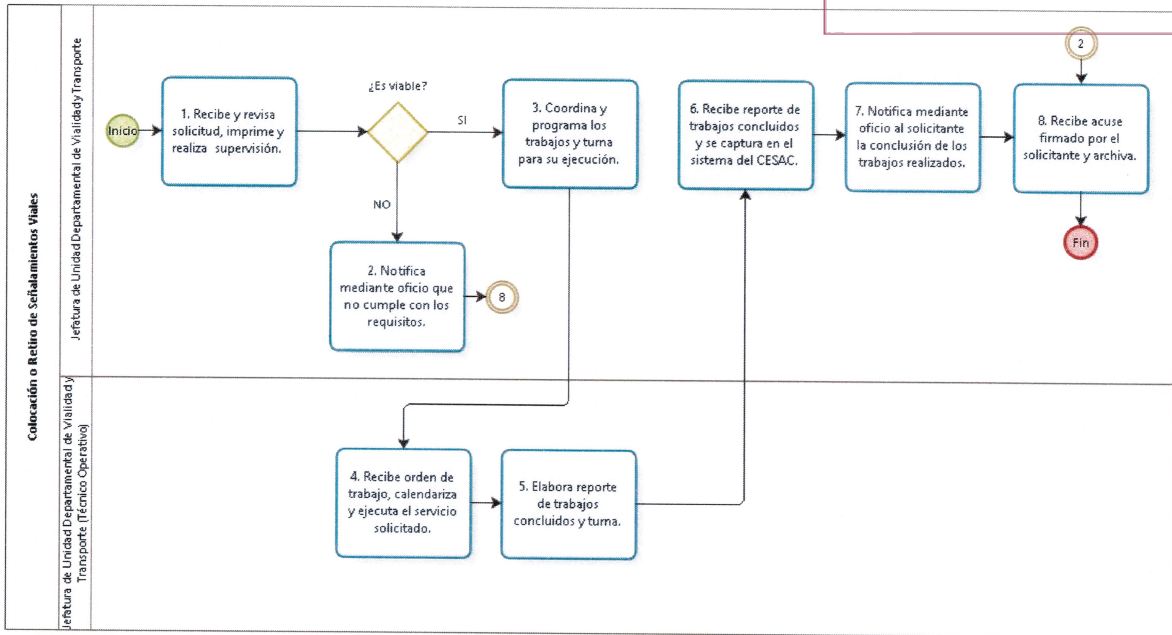 Colocación o Retiro de Señalamientos Viales
Jefatura de Unidad Departamental de Vialidad y Transporte
Inicio
1. Recibe y revisa
solicitud, imprime y
realiza supervisión.
¿Es viable?
SI
NO
2. Notifica
mediante oficio que
no cumple con los
requisitos.
8
3. Coordina y
programa los
trabajos y turna
para su ejecución.
6. Recibe reporte de
trabajos concluidos
y se captura en el
sistema del CESAC.
7. Notifica mediante
oficio al solicitante
la conclusión de los
trabajos realizados.
2
8. Recibe acuse
firmado por el
solicitante y archiva.
Fin
Jefatura de Unidad Departamental de Vialidad y
Transporte (Técnico Operativo)
4. Recibe orden de
trabajo, calendariza
y ejecuta el servicio
solicitado.
5. Elabora reporte
de trabajos
concluidos y turna.